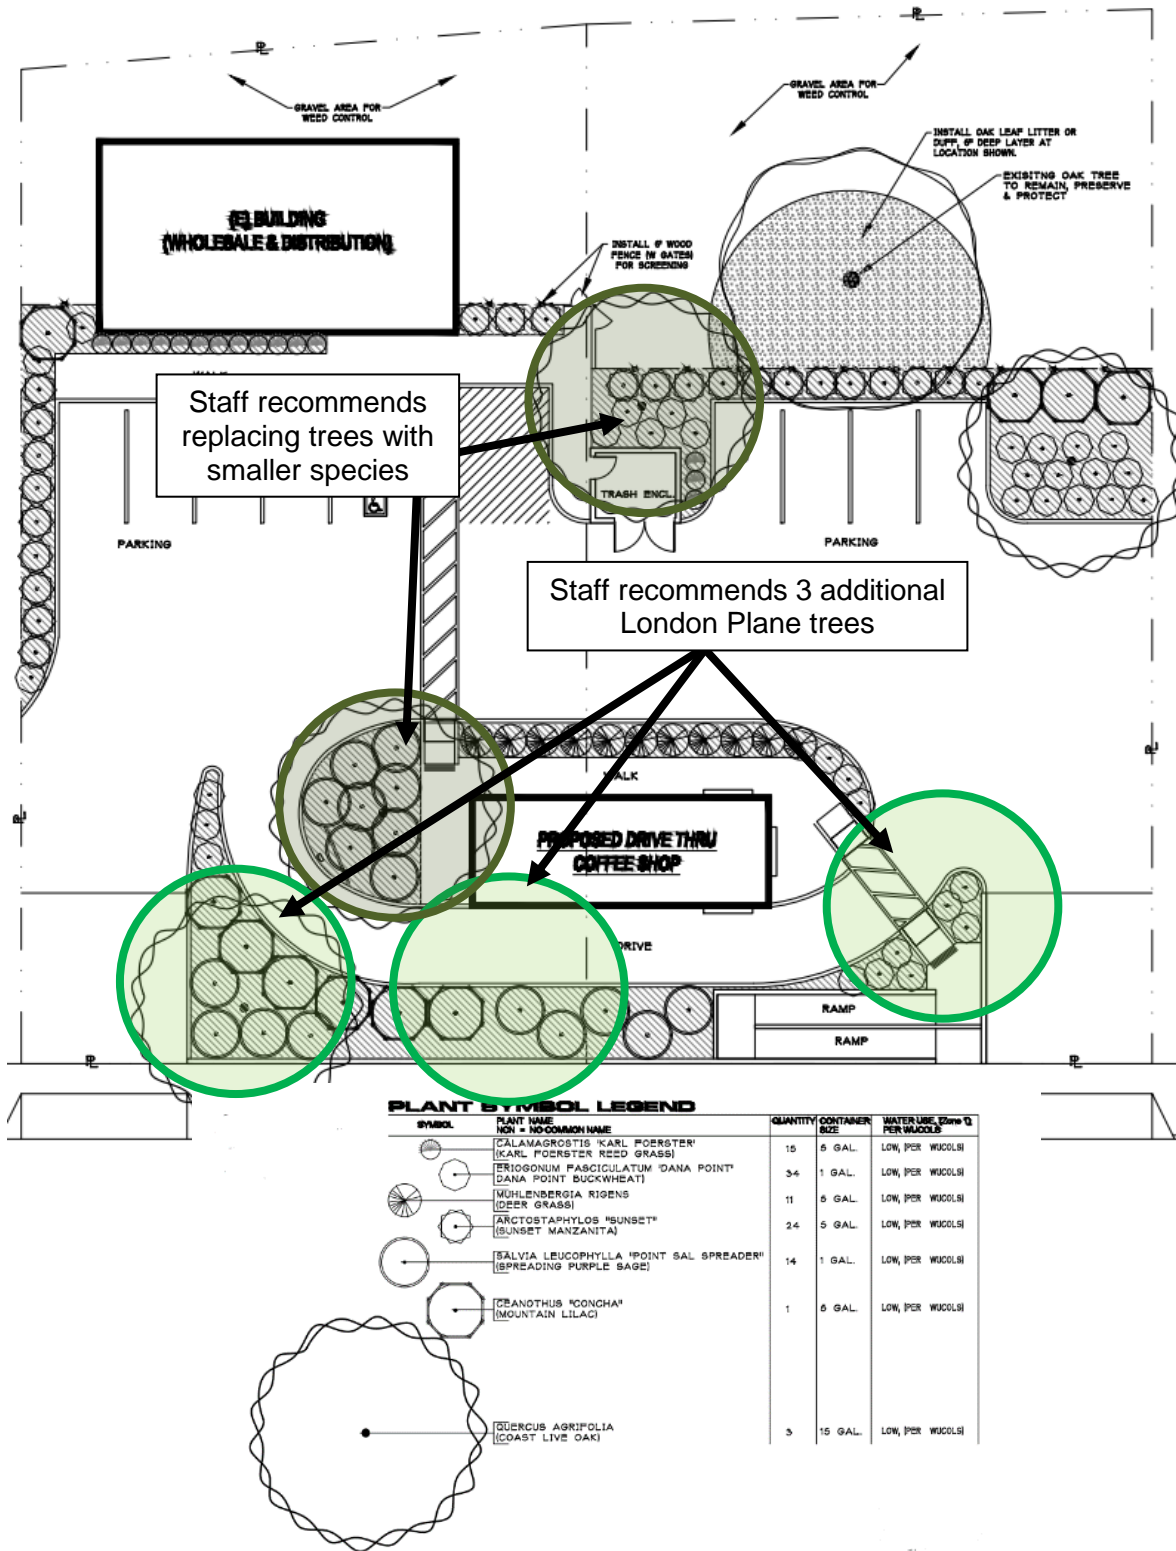 PL
PL
GRAVEL AREA FOR
WEED CONTROL
GRAVEL AREA FOR
WEED CONTROL
INSTALL OAK LEAF LITTER OR
DUFF, 6" DEEP LAYER AT
LOCATION SHOWN.
EXISITNG OAK TREE
TO REMAIN, PRESERVE
& PROTECT
(E) BUILDING
(WHOLESALE & DISTRIBUTION)
INSTALL 6' WOOD
FENCE (W GATES)
FOR SCREENING
Staff recommends
replacing trees with
smaller species
TRASH ENCL.
PARKING
PARKING
Staff recommends 3 additional
London Plane trees
PL
WALK
PL
PROPOSED DRIVE THRU
COFFEE SHOP
DRIVE
RAMP
RAMP
PL
PL
PLANT SYMBOL LEGEND
SYMBOL PLANT NAME QUANTITY CONTAINER WATER USE, (Zone 1),
NCN = NO COMMON NAME SIZE PER WUCOLS
CALAMAGROSTIS 'KARL FOERSTER' 15 5 GAL. LOW, (PER WUCOLS)
(KARL FOERSTER REED GRASS)
ERIOGONUM FASCICULATUM 'DANA POINT' 34 1 GAL. LOW, (PER WUCOLS)
DANA POINT BUCKWHEAT)
MUHLENBERGIA RIGENS 11 5 GAL. LOW, (PER WUCOLS)
(DEER GRASS)
ARCTOSTAPHYLOS "SUNSET" 24 5 GAL. LOW, (PER WUCOLS)
(SUNSET MANZANITA)
SALVIA LEUCOPHYLLA "POINT SAL SPREADER" 14 1 GAL. LOW, (PER WUCOLS)
(SPREADING PURPLE SAGE)
CEANOTHUS "CONCHA" 1 5 GAL. LOW, (PER WUCOLS)
(MOUNTAIN LILAC)
QUERCUS AGRIFOLIA 3 15 GAL. LOW, (PER WUCOLS)
(COAST LIVE OAK)